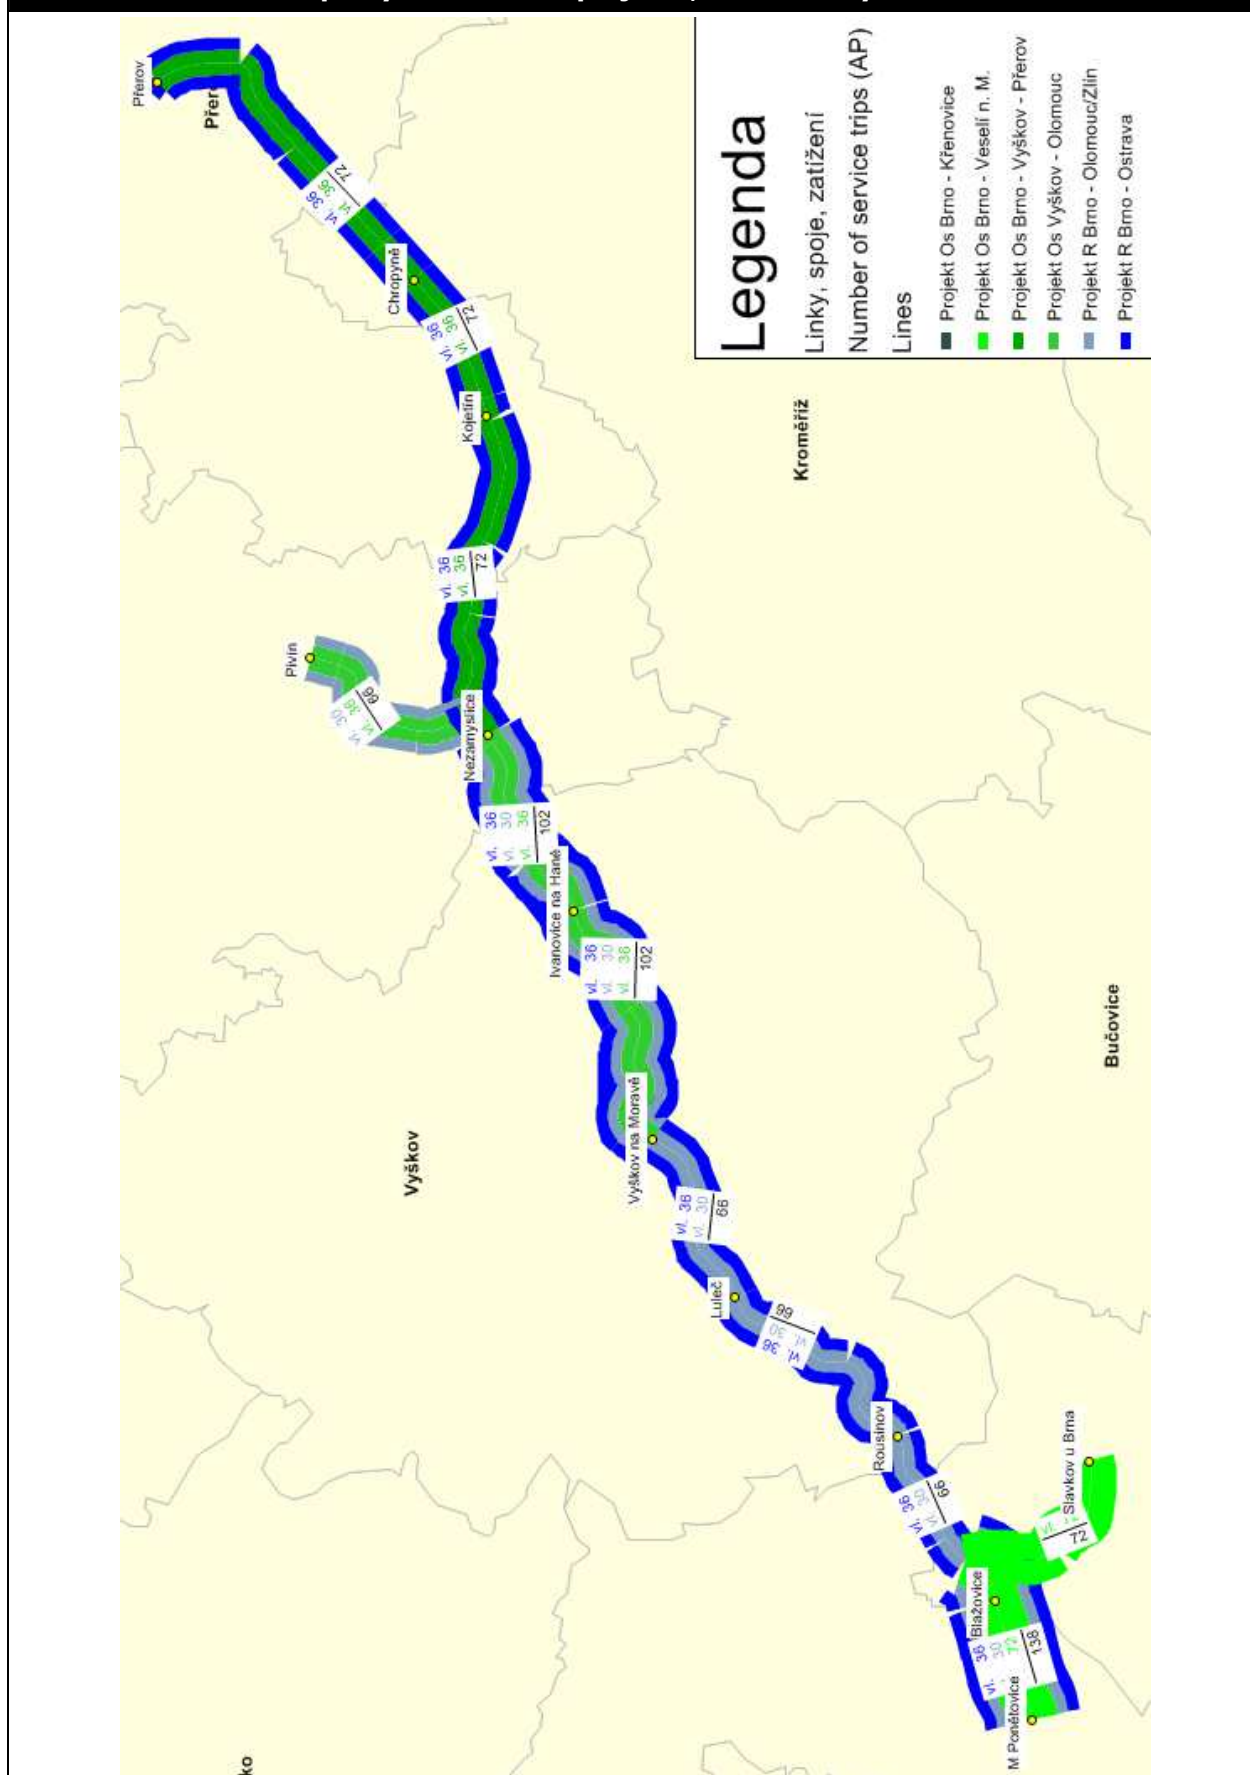 Legenda
Linky, spoje, zatížení
Number of service trips (AP)
Lines
Projekt Os Brno - Křenovice
Projekt Os Brno - Veselí n. M.
Projekt Os Brno - Vyškov - Přerov
Projekt Os Vyškov - Olomouc
Projekt R Brno - Olomouc/Zlín
Projekt R Brno - Ostrava
Přerov
vl. 36
vl. 36
72
Chropyně
vl. 36
vl. 36
72
Kojetín
vl. 36
vl. 36
72
Kroměříž
Pivín
vl. 30
vl. 36
66
Nezamyslice
vl. 36
vl. 30
vl. 36
102
Ivanovice na Hané
vl. 36
vl. 30
vl. 36
102
Vyškov na Moravě
Vyškov
Bučovice
vl. 36
vl. 30
66
Luleč
vl. 36
vl. 30
66
Rousínov
vl. 36
vl. 30
66
Slavkov u Brna
vl.
72
Blažovice
vl. 36
30
72
138
M Ponětovice
ko